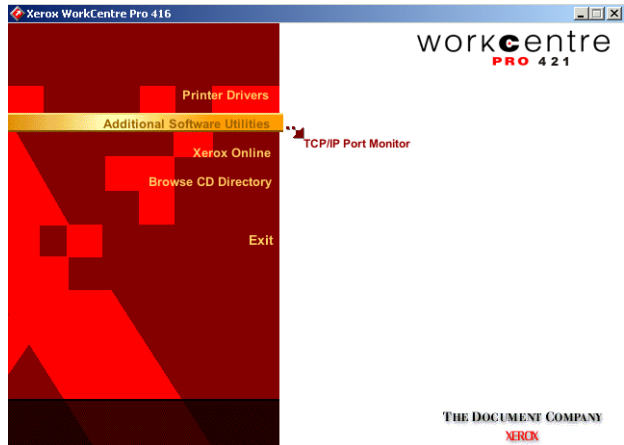 Xerox WorkCentre Pro 416
workcentre
PRO 421
Printer Drivers
Additional Software Utilities
TCP/IP Port Monitor
Xerox Online
Browse CD Directory
Exit
THE DOCUMENT COMPANY
XEROX